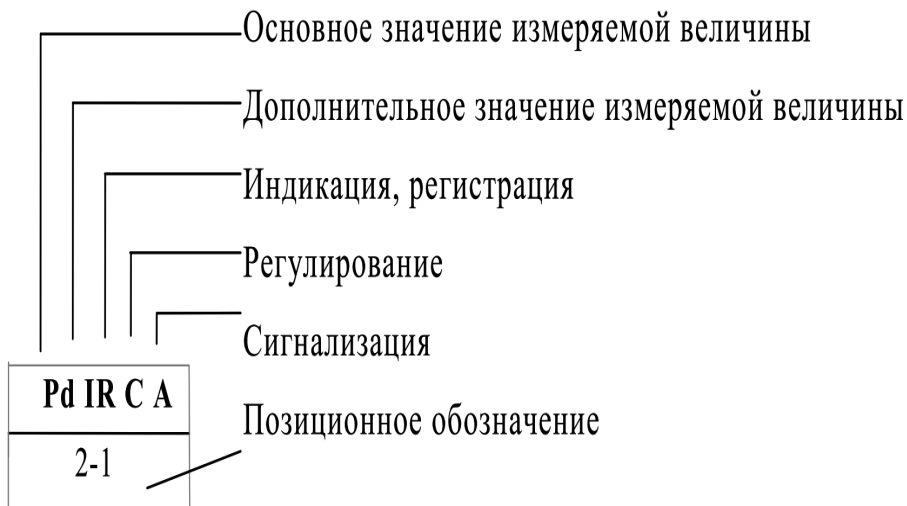 Основное значение измеряемой величины
Дополнительное значение измеряемой величины
Индикация, регистрация
Регулирование
Сигнализация
Pd IR C A
Позиционное обозначение
2-1